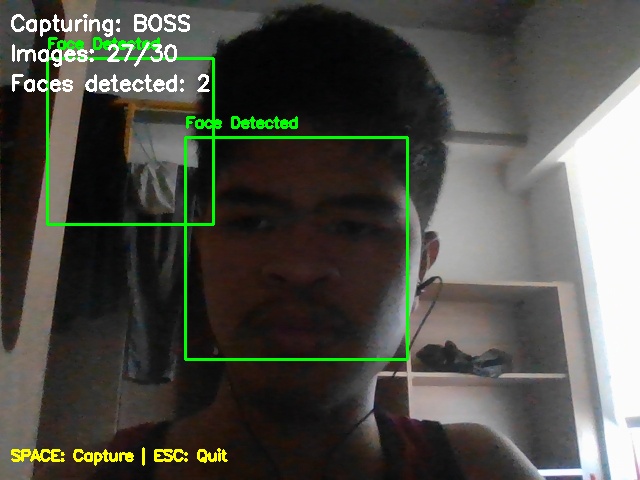 Capturing: BOSS
Face Detected
Images: 27/30
Faces detected: 2
Face Detected
SPACE: Capture | ESC: Quit